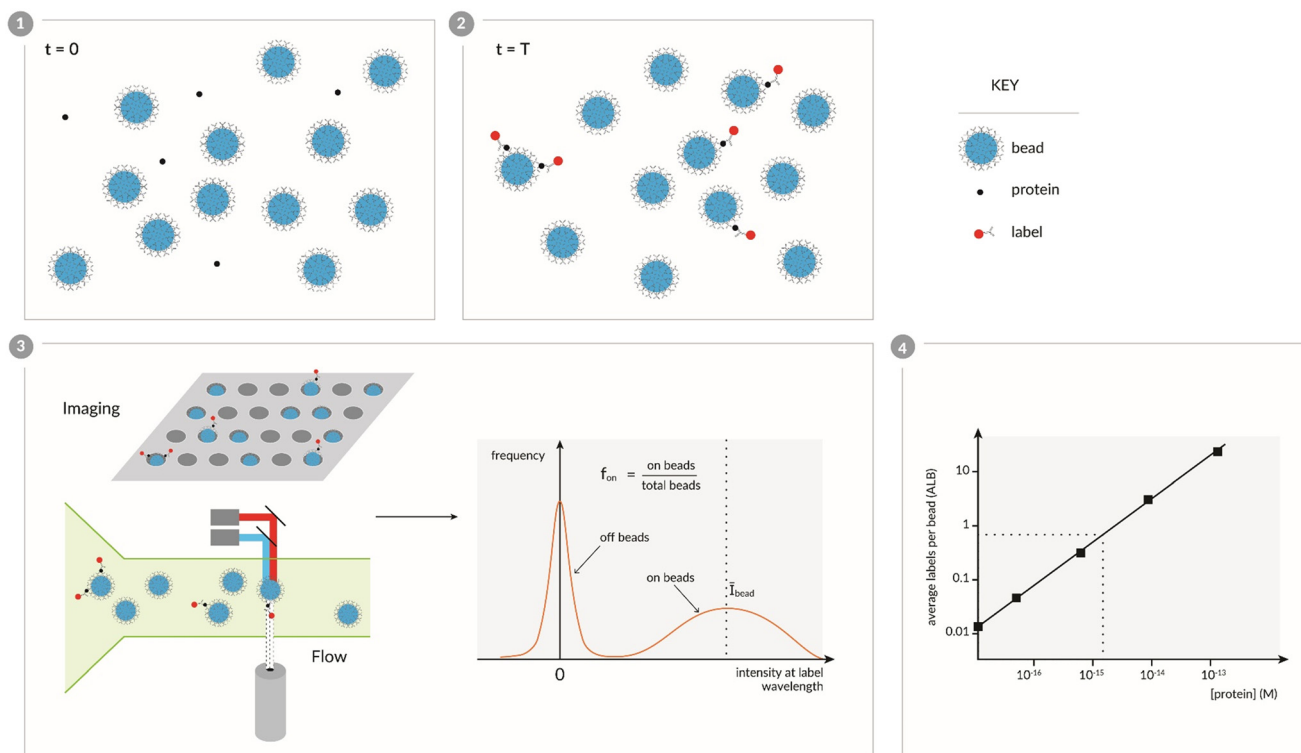 1
t = 0
2
t = T
KEY
bead
protein
label
3
Imaging
Flow
frequency
f_on = on beads / total beads
off beads
on beads
Ī_bead
0
intensity at label
wavelength
4
average labels per bead (ALB)
10
1
0.1
0.01
10⁻¹⁶
10⁻¹⁵
10⁻¹⁴
10⁻¹³
[protein] (M)